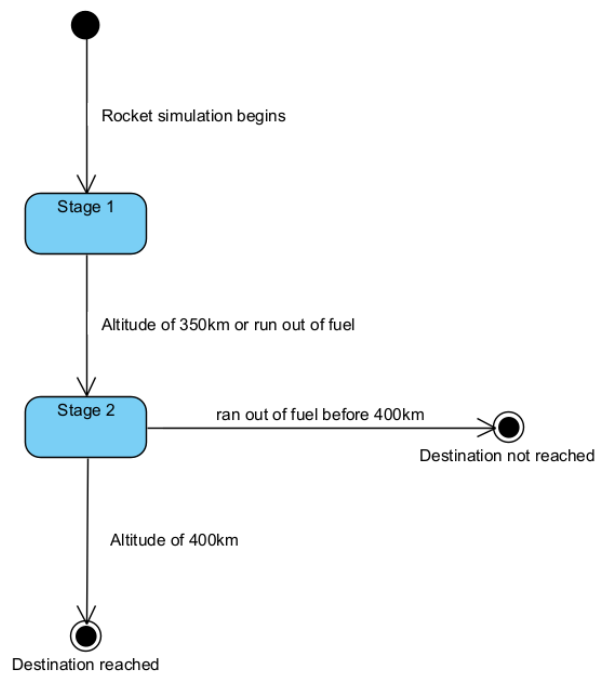 Rocket simulation begins
Stage 1
Altitude of 350km or run out of fuel
Stage 2
ran out of fuel before 400km
Destination not reached
Altitude of 400km
Destination reached